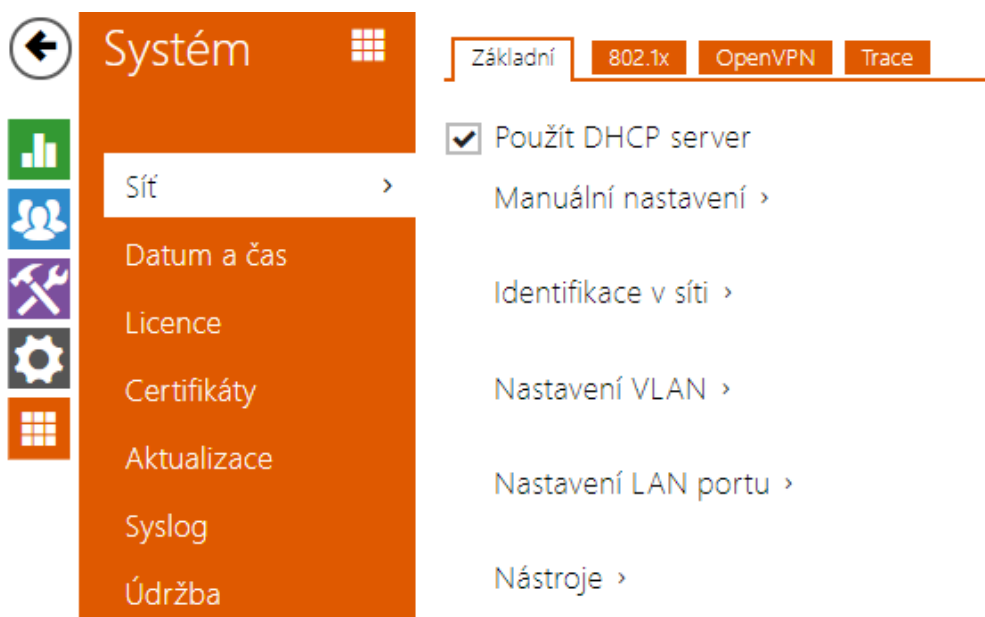 Systém
Síť
Datum a čas
Licence
Certifikáty
Aktualizace
Syslog
Údržba
Základní 802.1x OpenVPN Trace
Použít DHCP server
Manuální nastavení
Identifikace v síti
Nastavení VLAN
Nastavení LAN portu
Nástroje